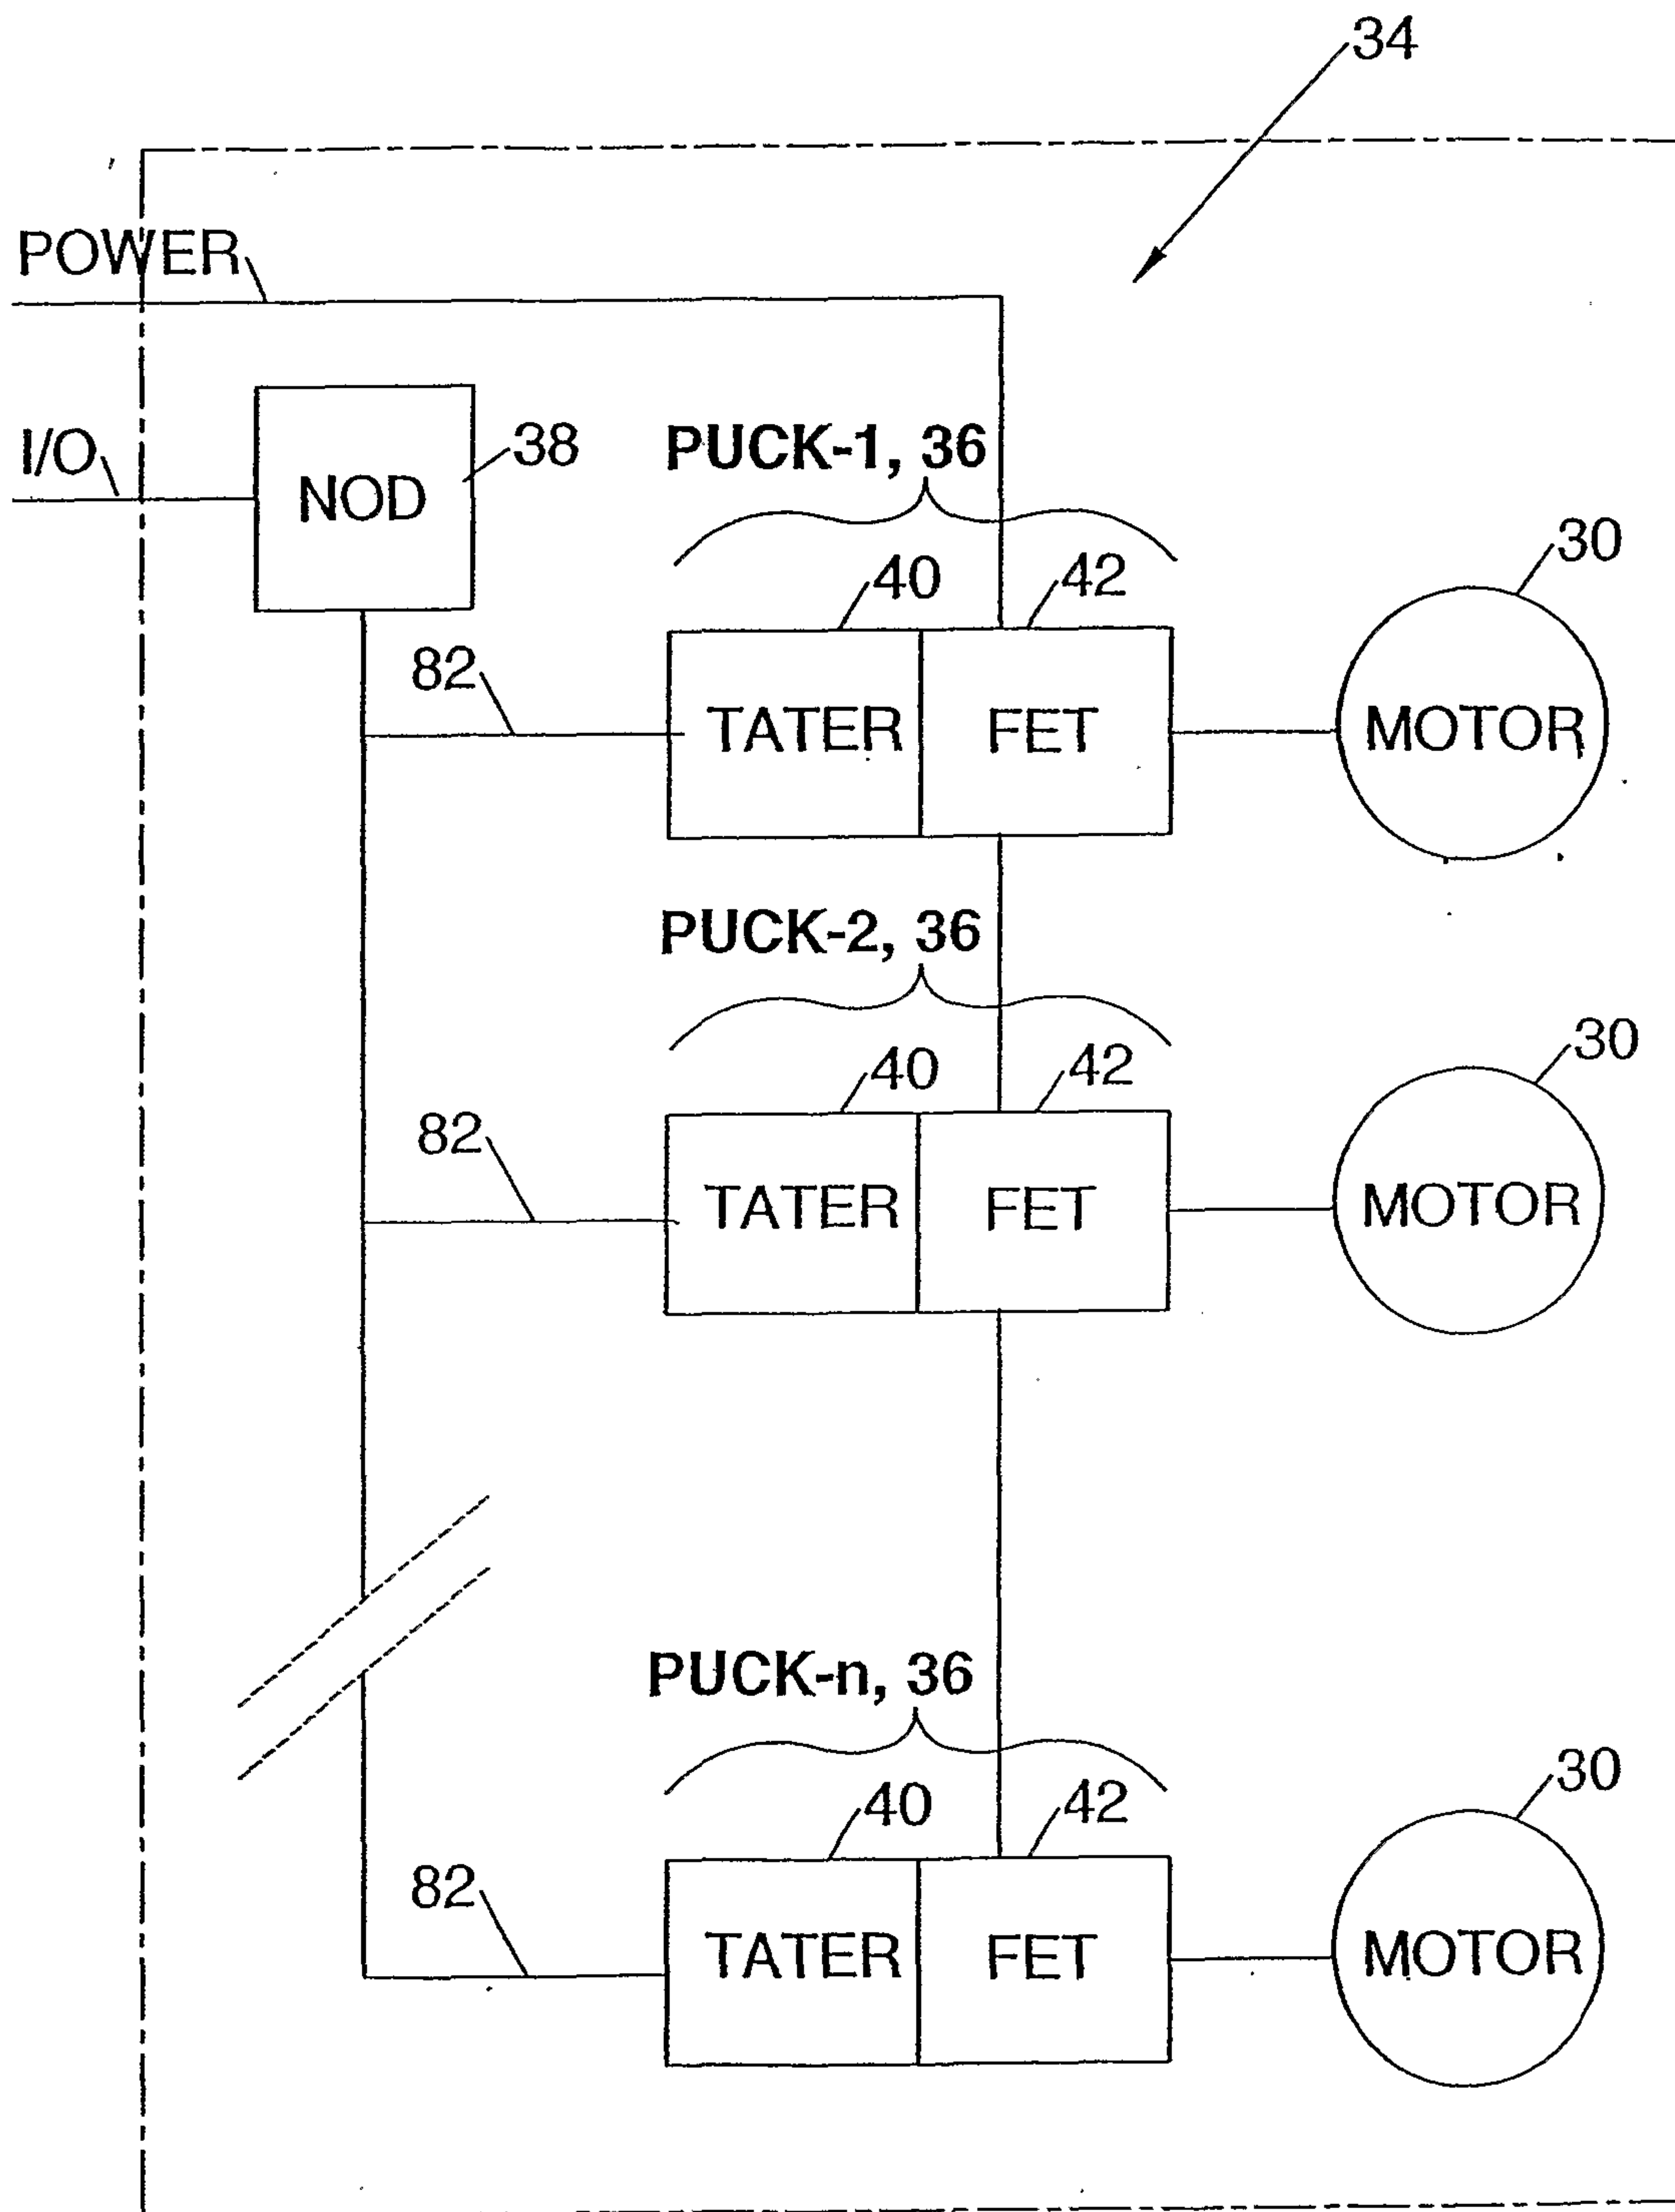 34
POWER
I/O
NOD
38
PUCK-1, 36
40
42
30
82
TATER
FET
MOTOR
PUCK-2, 36
40
42
30
82
TATER
FET
MOTOR
PUCK-n, 36
40
42
30
82
TATER
FET
MOTOR